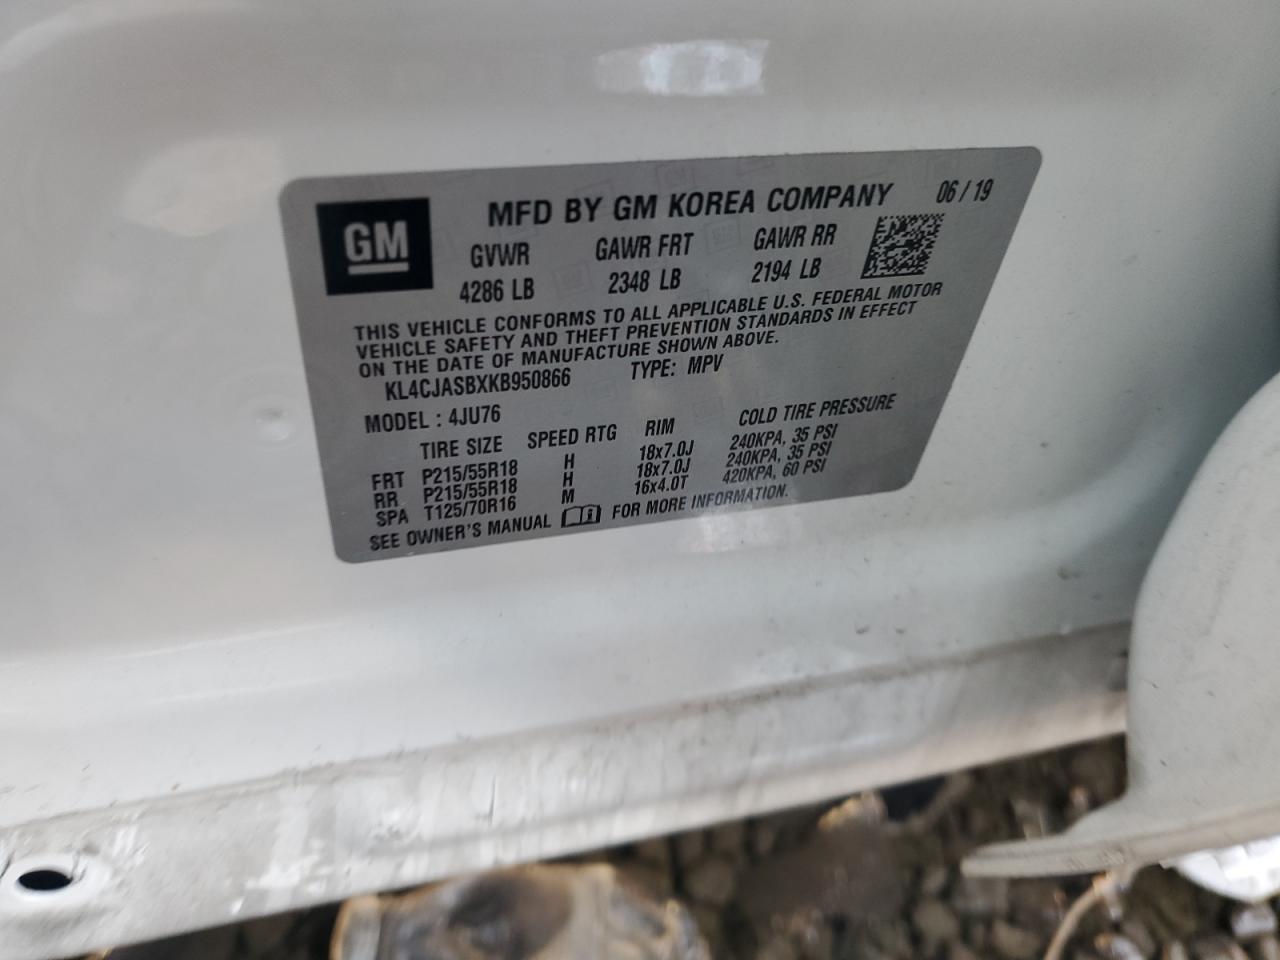 GM
MFD BY GM KOREA COMPANY 06 / 19
GVWR GAWR FRT GAWR RR
4286 LB 2348 LB 2194 LB
THIS VEHICLE CONFORMS TO ALL APPLICABLE U.S. FEDERAL MOTOR
VEHICLE SAFETY AND THEFT PREVENTION STANDARDS IN EFFECT
ON THE DATE OF MANUFACTURE SHOWN ABOVE.
KL4CJASBXKB950866 TYPE: MPV
MODEL : 4JU76
TIRE SIZE SPEED RTG RIM COLD TIRE PRESSURE
FRT P215/55R18 H 18x7.0J 240KPA, 35 PSI
RR P215/55R18 H 18x7.0J 240KPA, 35 PSI
SPA T125/70R16 M 16x4.0T 420KPA, 60 PSI
SEE OWNER'S MANUAL FOR MORE INFORMATION.